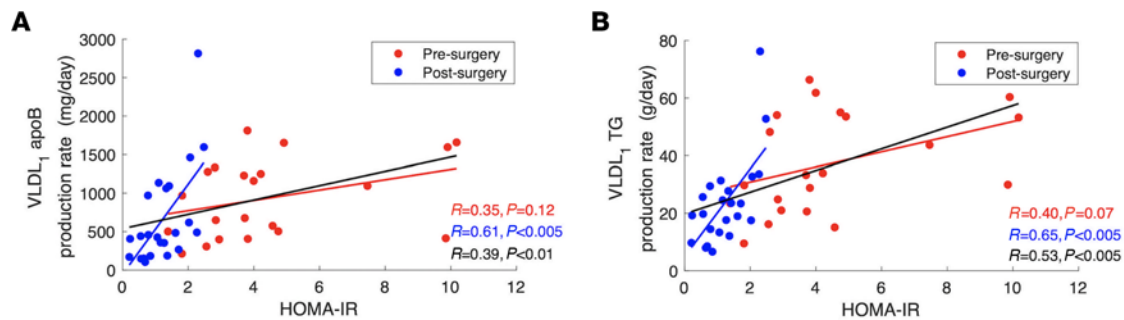 A
VLDL1 apoB
production rate (mg/day)
3000
2500
2000
1500
1000
500
0
0 2 4 6 8 10 12
HOMA-IR
Pre-surgery
Post-surgery
R=0.35, P=0.12
R=0.61, P<0.005
R=0.39, P<0.01
B
VLDL1 TG
production rate (g/day)
80
60
40
20
0
0 2 4 6 8 10 12
HOMA-IR
Pre-surgery
Post-surgery
R=0.40, P=0.07
R=0.65, P<0.005
R=0.53, P<0.005